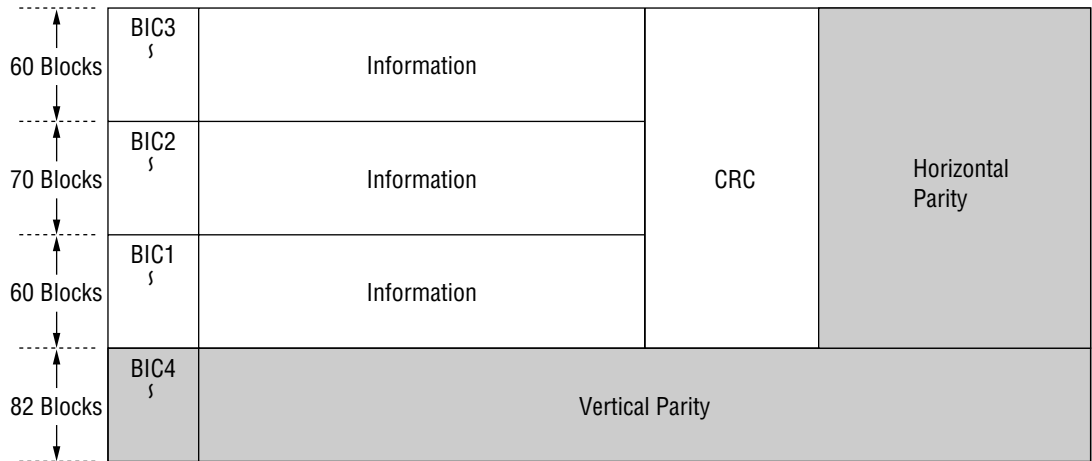 60 Blocks
BIC3
Information
70 Blocks
BIC2
Information
CRC
Horizontal
Parity
60 Blocks
BIC1
Information
82 Blocks
BIC4
Vertical Parity